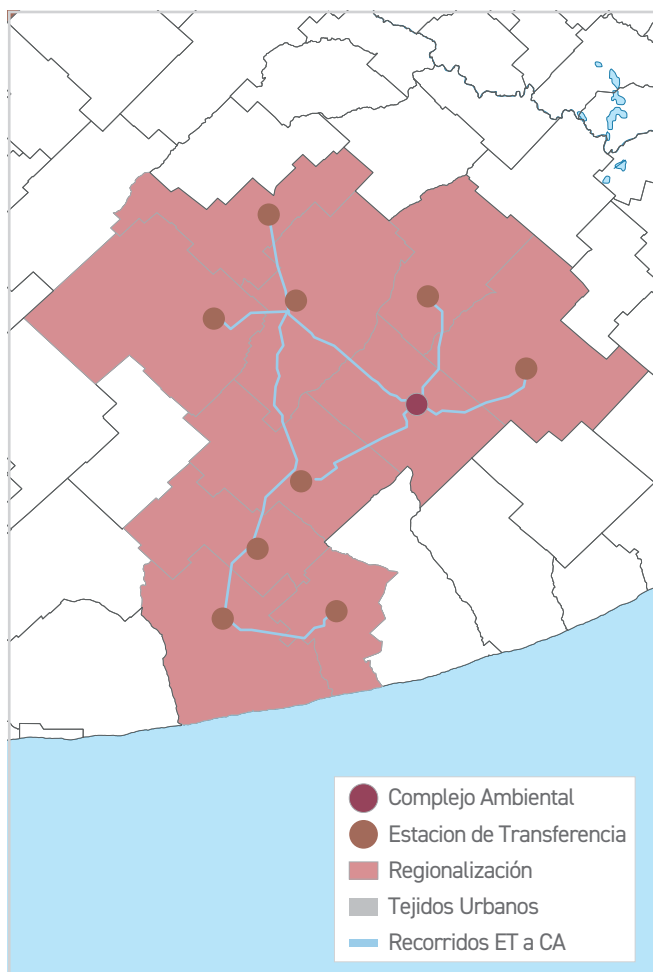 Complejo Ambiental
Estacion de Transferencia
Regionalización
Tejidos Urbanos
Recorridos ET a CA